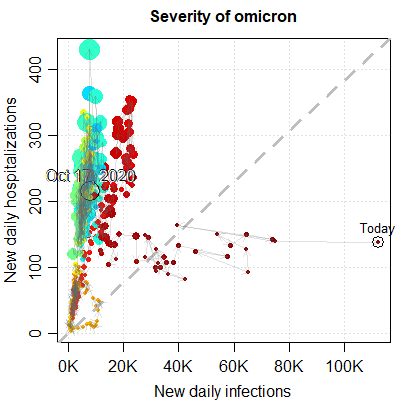 Severity of omicron
New daily hospitalizations
400
300
200
100
0
Oct 17, 2020
Today
0K 20K 40K 60K 80K 100K
New daily infections